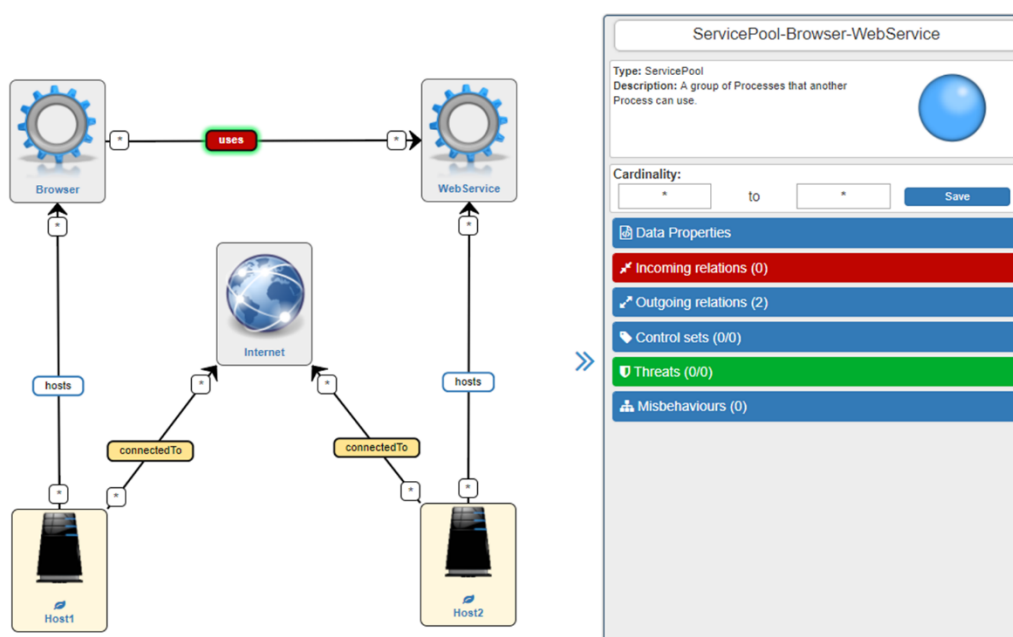 ServicePool-Browser-WebService
Type: ServicePool
Description: A group of Processes that another
Process can use.
Cardinality:
* to * Save
Data Properties
Incoming relations (0)
Outgoing relations (2)
Control sets (0/0)
Threats (0/0)
Misbehaviours (0)
* uses *
Browser
WebService
*
*
Internet
hosts
*
*
hosts
connectedTo
connectedTo
*
*
*
*
Host1
Host2